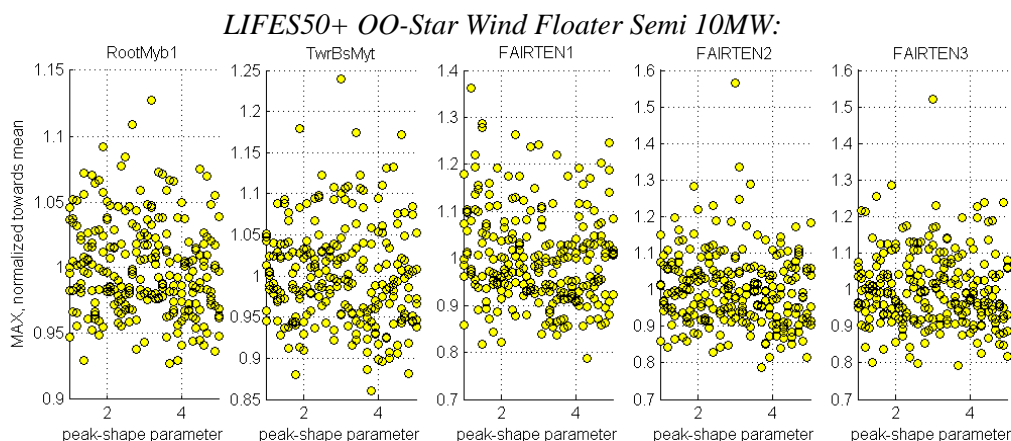 LIFES50+ OO-Star Wind Floater Semi 10MW:
RootMyb1 TwrBsMyt FAIRTEN1 FAIRTEN2 FAIRTEN3
MAX, normalized towards mean
1.15 1.25 1.4 1.6 1.6
1.2 1.3 1.5 1.5
1.1 1.15 1.2 1.4 1.4
1.1 1.3 1.3
1.05 1.1 1.2 1.2
1.05 1.1 1.1
1 1 1 1 1
0.95 0.95 0.9 0.9 0.9
0.9 0.8 0.8 0.8
0.9 0.85 0.7 0.7 0.7
2 4 2 4 2 4 2 4 2 4
peak-shape parameter peak-shape parameter peak-shape parameter peak-shape parameter peak-shape parameter